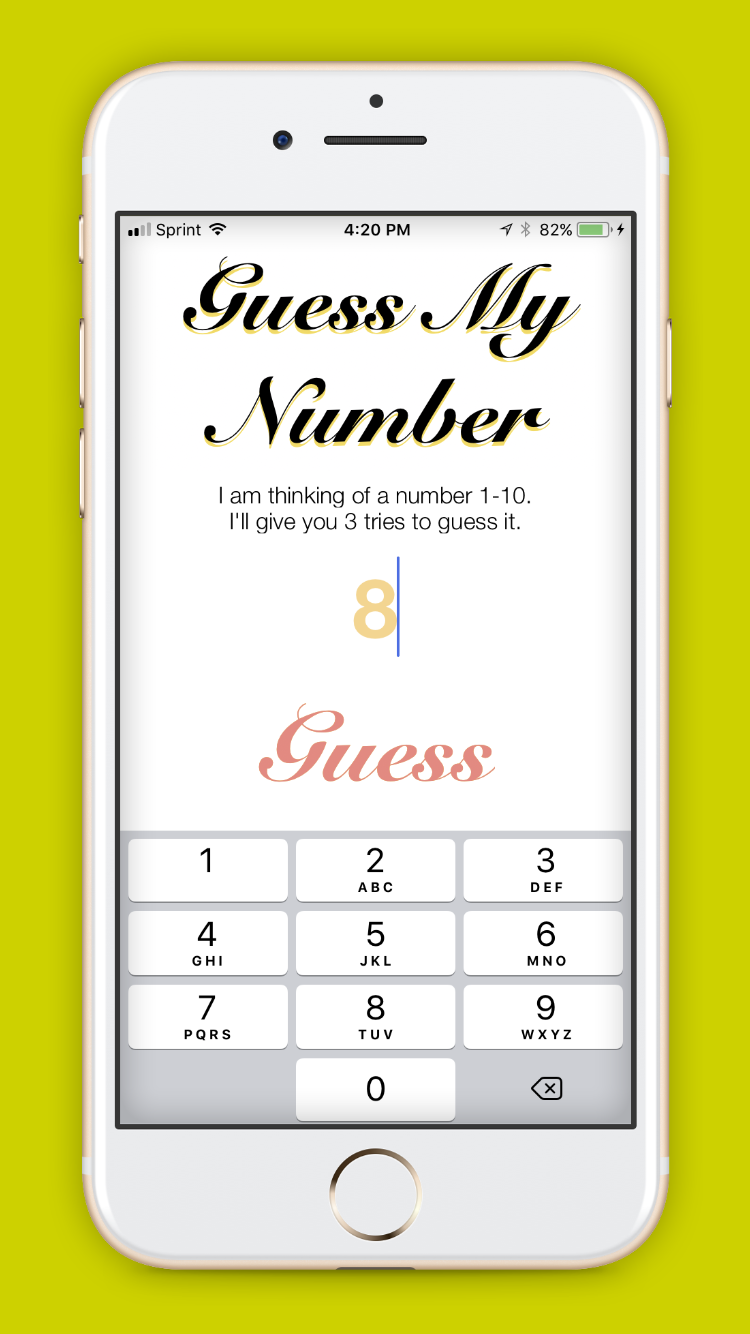 Sprint 4:20 PM 82%
Guess My
Number
I am thinking of a number 1-10.
I'll give you 3 tries to guess it.
8
Guess
1 2 3
ABC DEF
4 5 6
GHI JKL MNO
7 8 9
PQRS TUV WXYZ
0